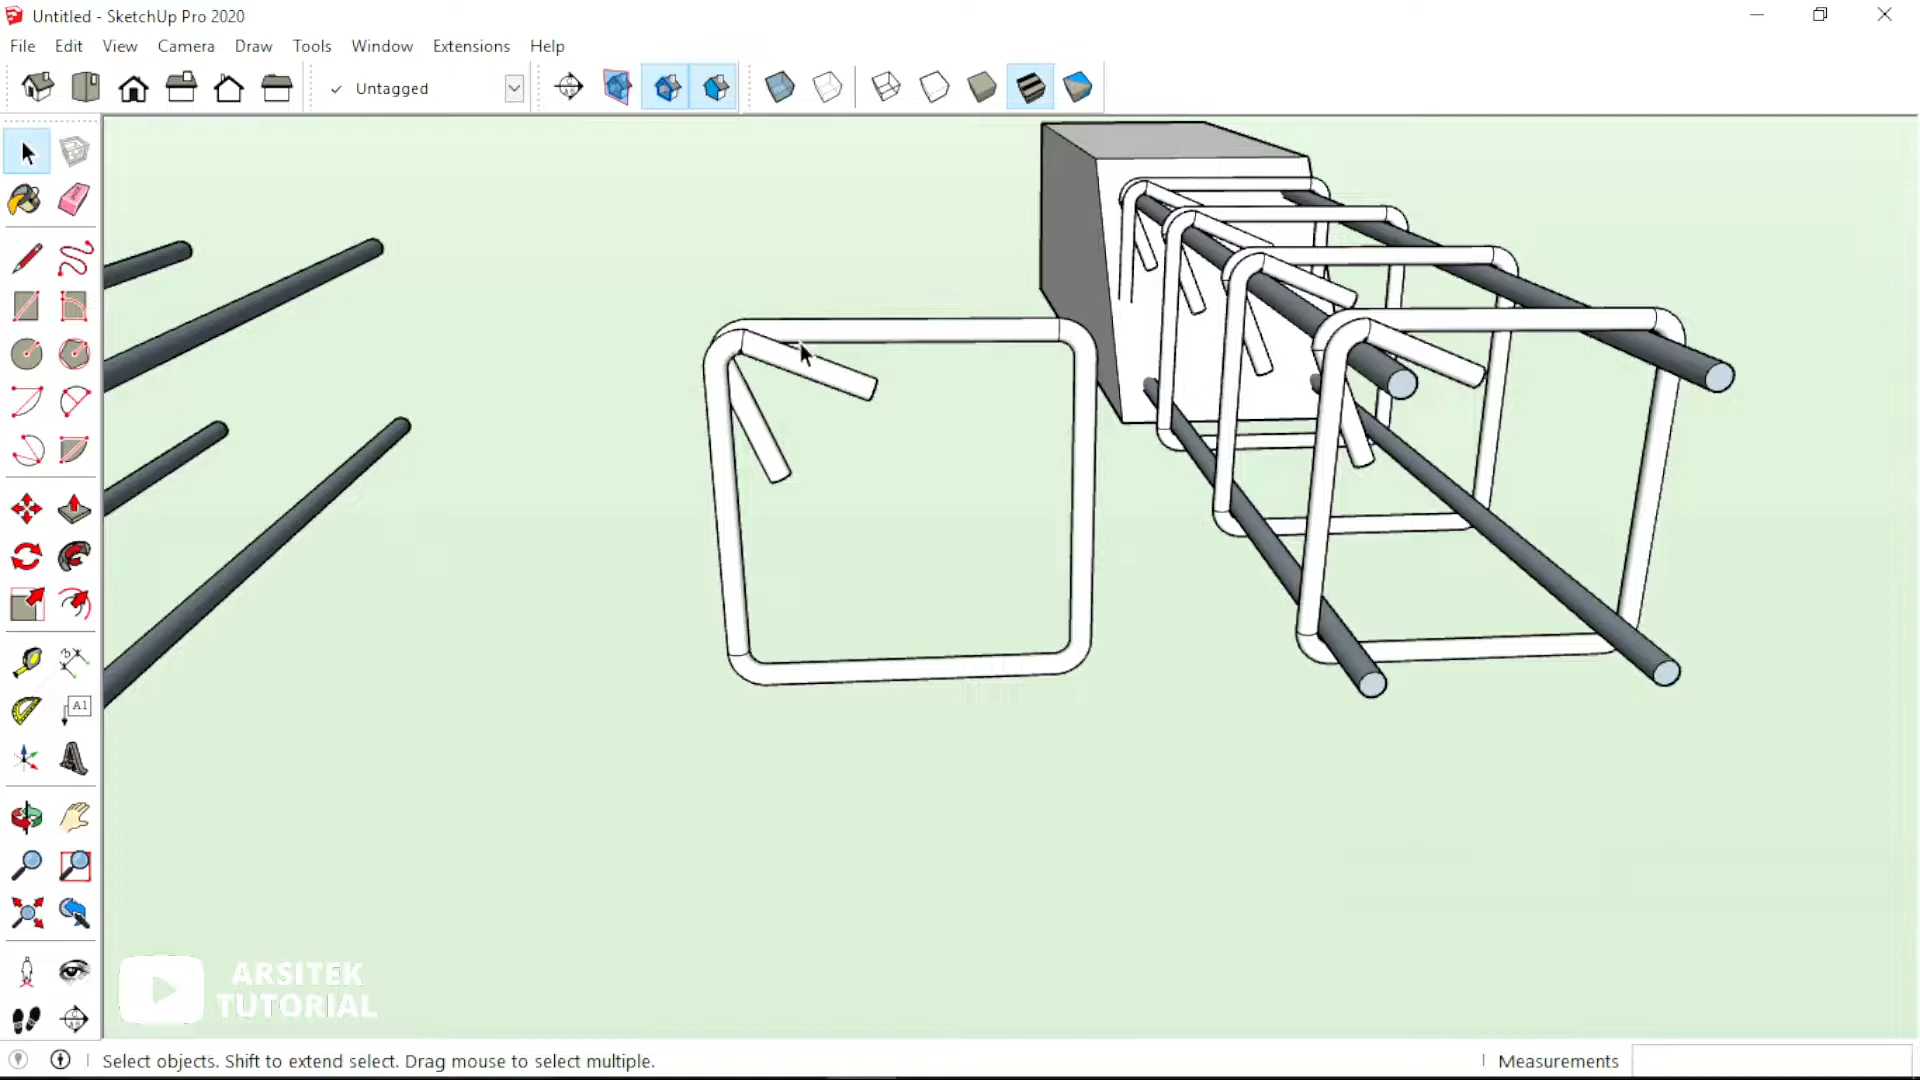 Untitled - SketchUp Pro 2020
File Edit View Camera Draw Tools Window Extensions Help
Untagged
A1
ARSITEK
TUTORIAL
Select objects. Shift to extend select. Drag mouse to select multiple.
Measurements